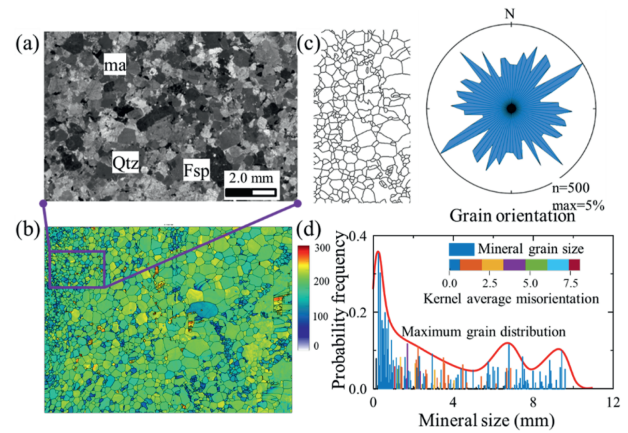 (a)
ma
Qtz
Fsp
2.0 mm
(b)
300
200
100
0
(c)
N
n=500
max=5%
Grain orientation
(d)
0.4
0.2
0.0
Probability frequency
Mineral grain size
0.0 2.5 5.0 7.5
Kernel average misorientation
Maximum grain distribution
0 4 8 12
Mineral size (mm)